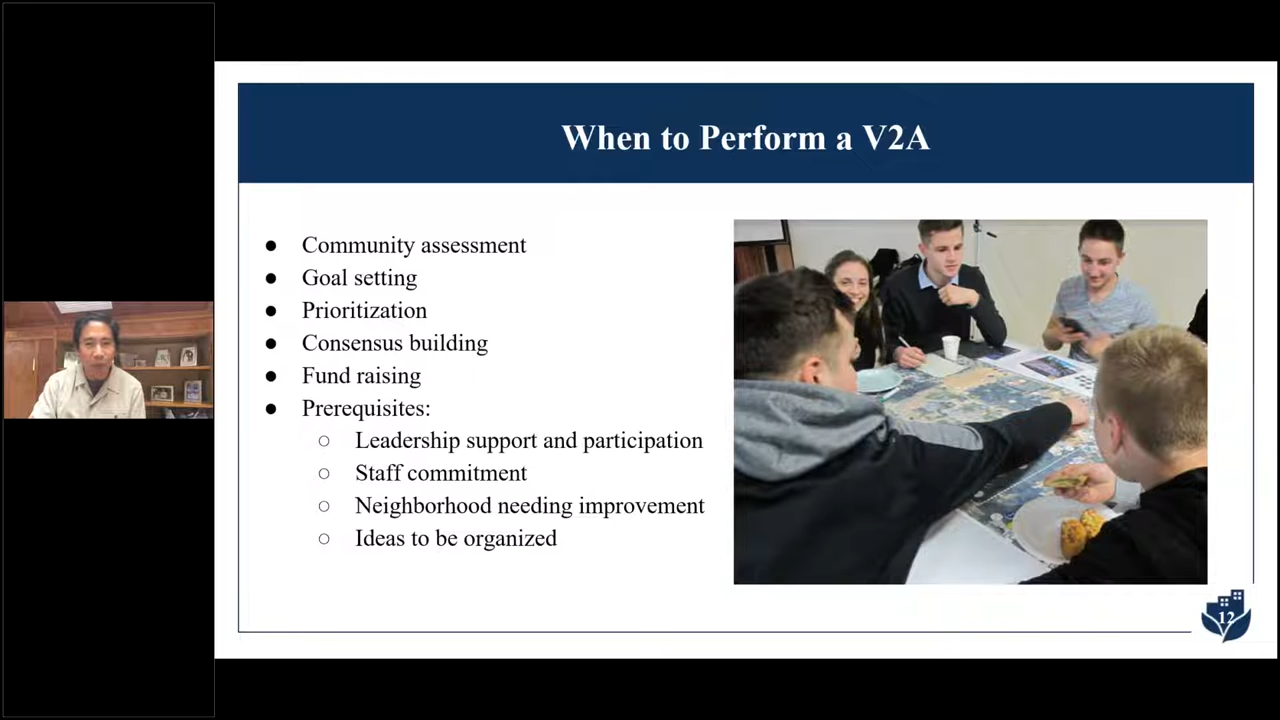 When to Perform a V2A
● Community assessment
● Goal setting
● Prioritization
● Consensus building
● Fund raising
● Prerequisites:
○ Leadership support and participation
○ Staff commitment
○ Neighborhood needing improvement
○ Ideas to be organized
12